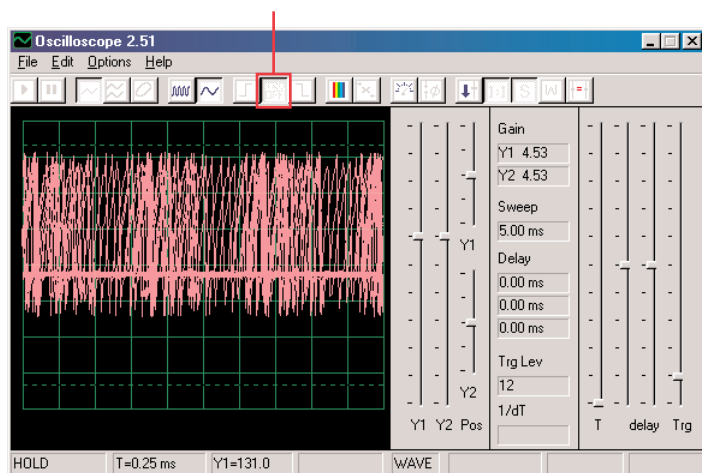 Oscilloscope 2.51
File Edit Options Help
1:1 S W
Gain
Y1 4.53
Y2 4.53
Sweep
5.00 ms
Delay
0.00 ms
0.00 ms
0.00 ms
Trg Lev
12
1/dT
Y1
Y2
Y1 Y2 Pos
T delay Trg
HOLD T=0.25 ms Y1=131.0 WAVE